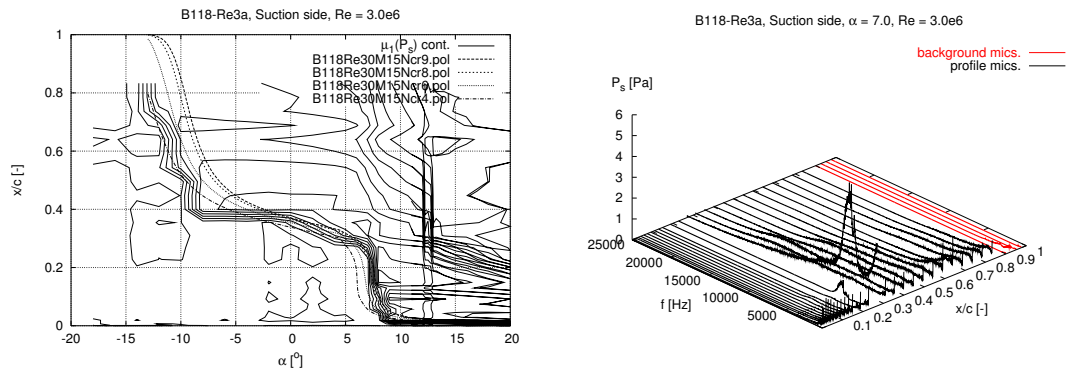 B118-Re3a, Suction side, Re = 3.0e6
μ1(Ps) cont.
B118Re30M15Ncr9.pol
B118Re30M15Ncr8.pol
B118Re30M15Ncr6.pol
B118Re30M15Ncr4.pol
1
0.8
0.6
0.4
0.2
0
x/c [-]
-20 -15 -10 -5 0 5 10 15 20
α [o]
B118-Re3a, Suction side, α = 7.0, Re = 3.0e6
background mics.
profile mics.
Ps [Pa]
6
5
4
3
2
1
0
25000
20000
15000
10000
5000
f [Hz]
0.1
0.2
0.3
0.4
0.5
0.6
0.7
0.8
0.9
1
x/c [-]